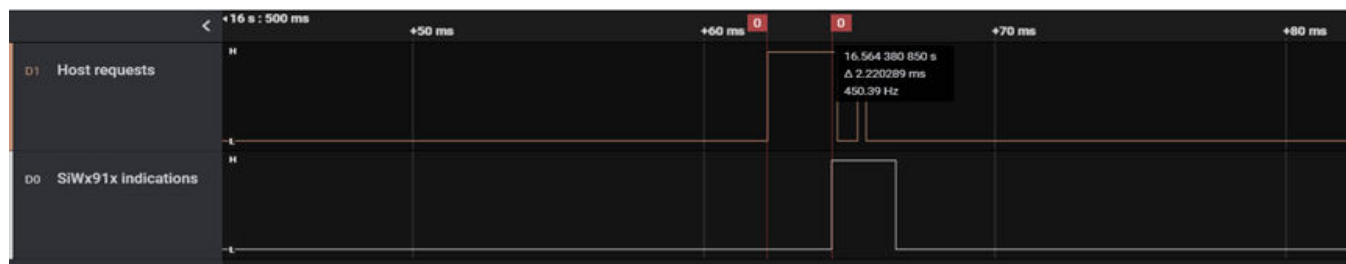 <
16 s : 500 ms
+50 ms
+60 ms
0
0
+70 ms
+80 ms
D1 Host requests
H
L
16.564 380 850 s
Δ 2.220289 ms
450.39 Hz
D0 SiWx91x indications
H
L